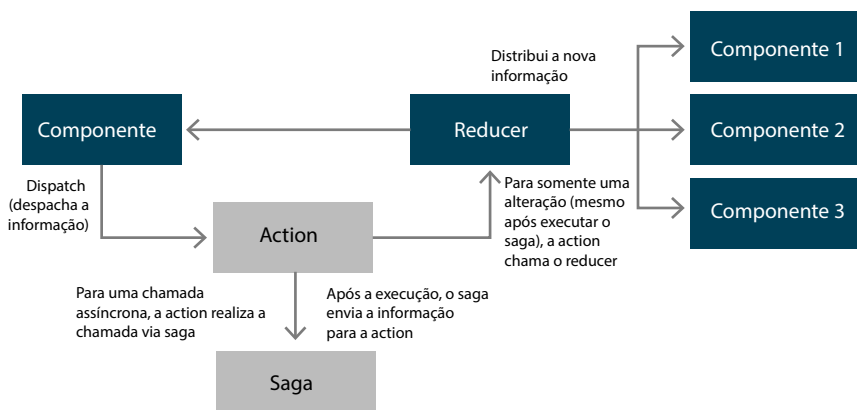 Componente 1
Distribui a nova
informação
Componente
Reducer
Componente 2
Dispatch
(despacha a
informação)
Para somente uma
alteração (mesmo
após executar o
saga), a action
chama o reducer
Componente 3
Action
Para uma chamada
assíncrona, a action realiza a
chamada via saga
Após a execução, o saga
envia a informação
para a action
Saga